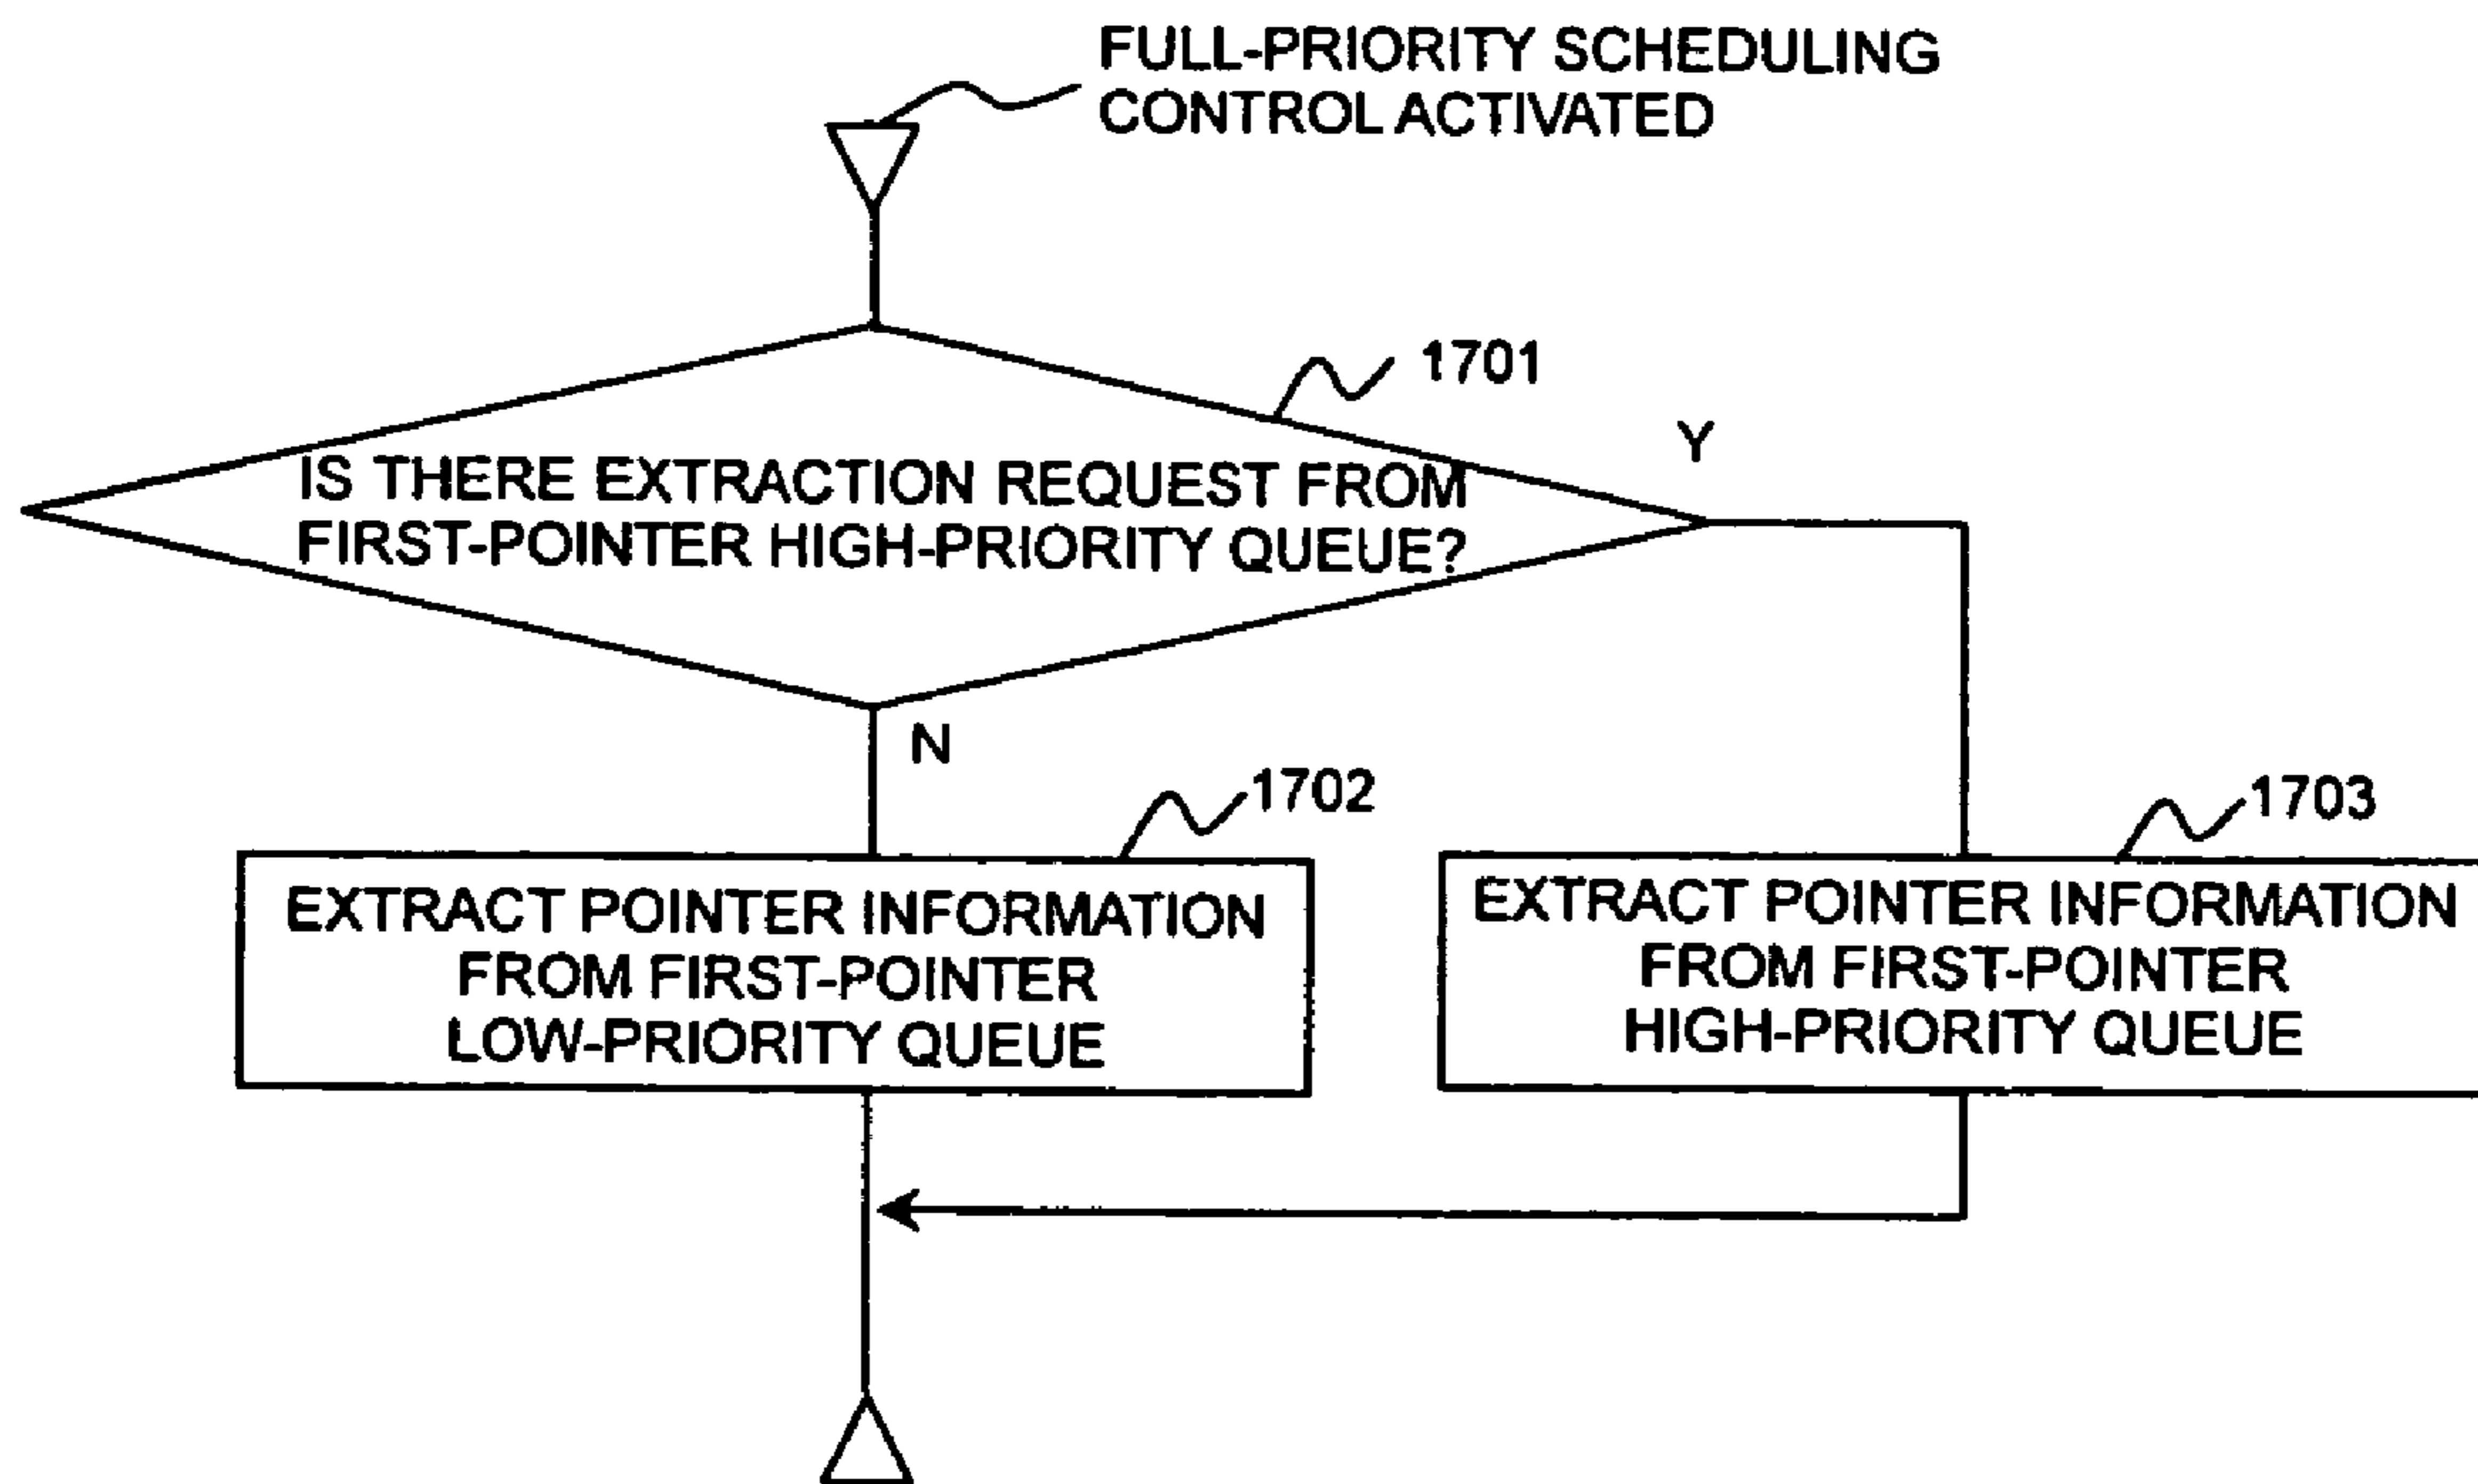 FULL-PRIORITY SCHEDULING
CONTROL ACTIVATED
1701
Y
IS THERE EXTRACTION REQUEST FROM
FIRST-POINTER HIGH-PRIORITY QUEUE?
N
1702
1703
EXTRACT POINTER INFORMATION
FROM FIRST-POINTER
LOW-PRIORITY QUEUE
EXTRACT POINTER INFORMATION
FROM FIRST-POINTER
HIGH-PRIORITY QUEUE